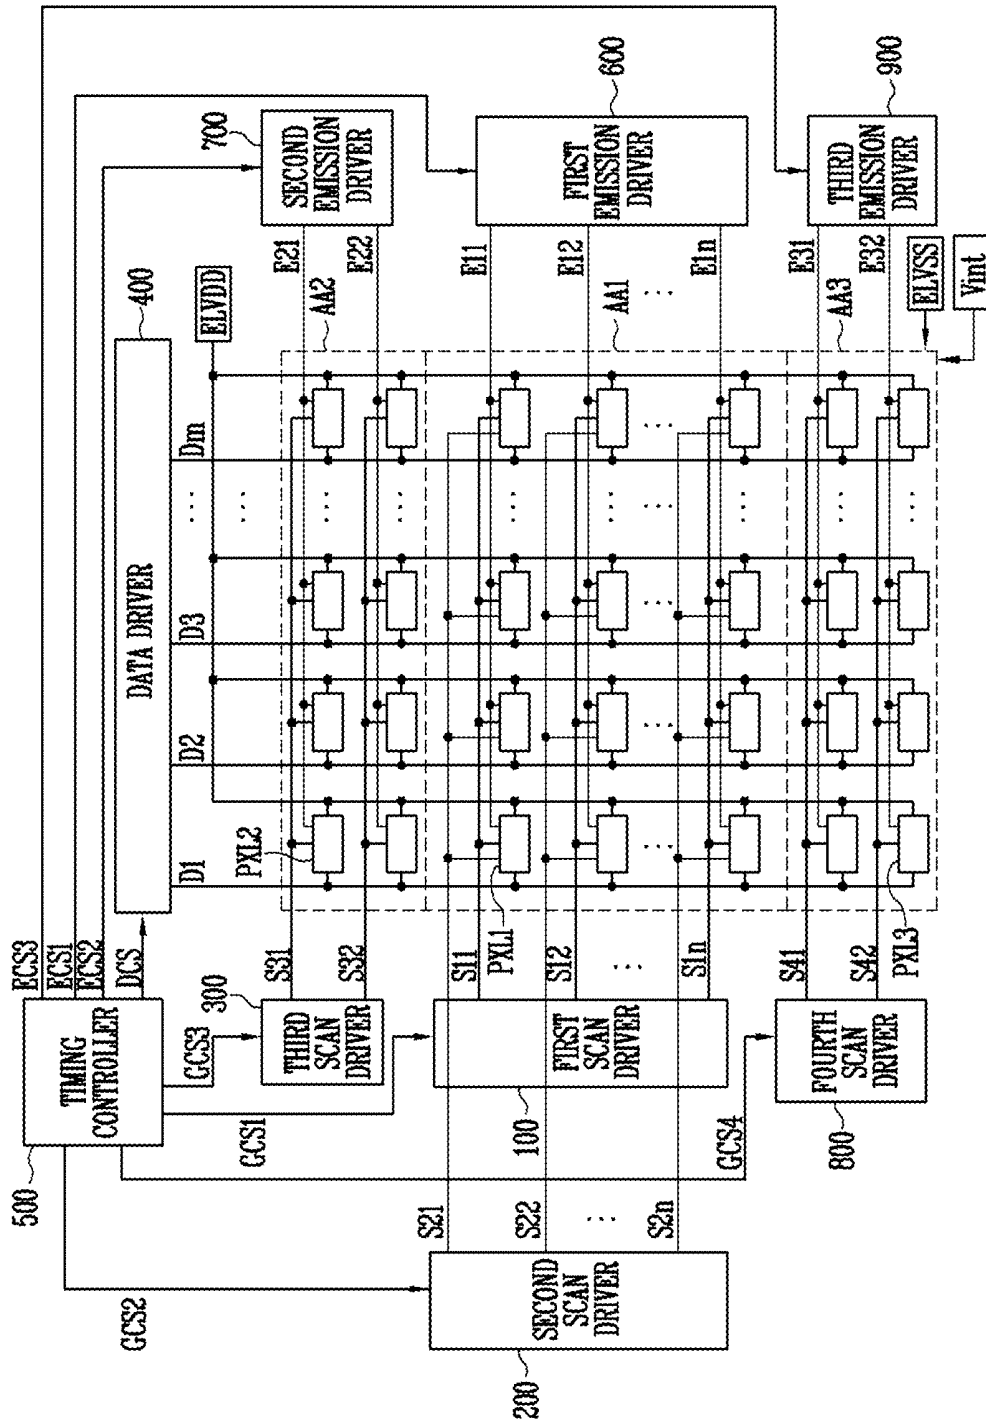 ECS3
ECS1
ECS2
DCS
TIMING
CONTROLLER
500
DATA DRIVER
400
GCS3
GCS1
GCS2
GCS4
D1
D2
D3
...
Dm
...
ELVDD
SECOND
EMISSION
DRIVER
700
THIRD
SCAN
DRIVER
300
S31
S32
PXL2
...
...
E21
E22
AA2
FIRST
EMISSION
DRIVER
600
SECOND
SCAN
DRIVER
200
S21
S22
...
S2n
FIRST
SCAN
DRIVER
100
S11
PXL1
S12
...
S1n
...
...
...
...
...
...
...
E11
E12
...
E1n
AA1
FOURTH
SCAN
DRIVER
800
S41
S42
PXL3
...
...
E31
E32
AA3
THIRD
EMISSION
DRIVER
900
ELVSS
Vint